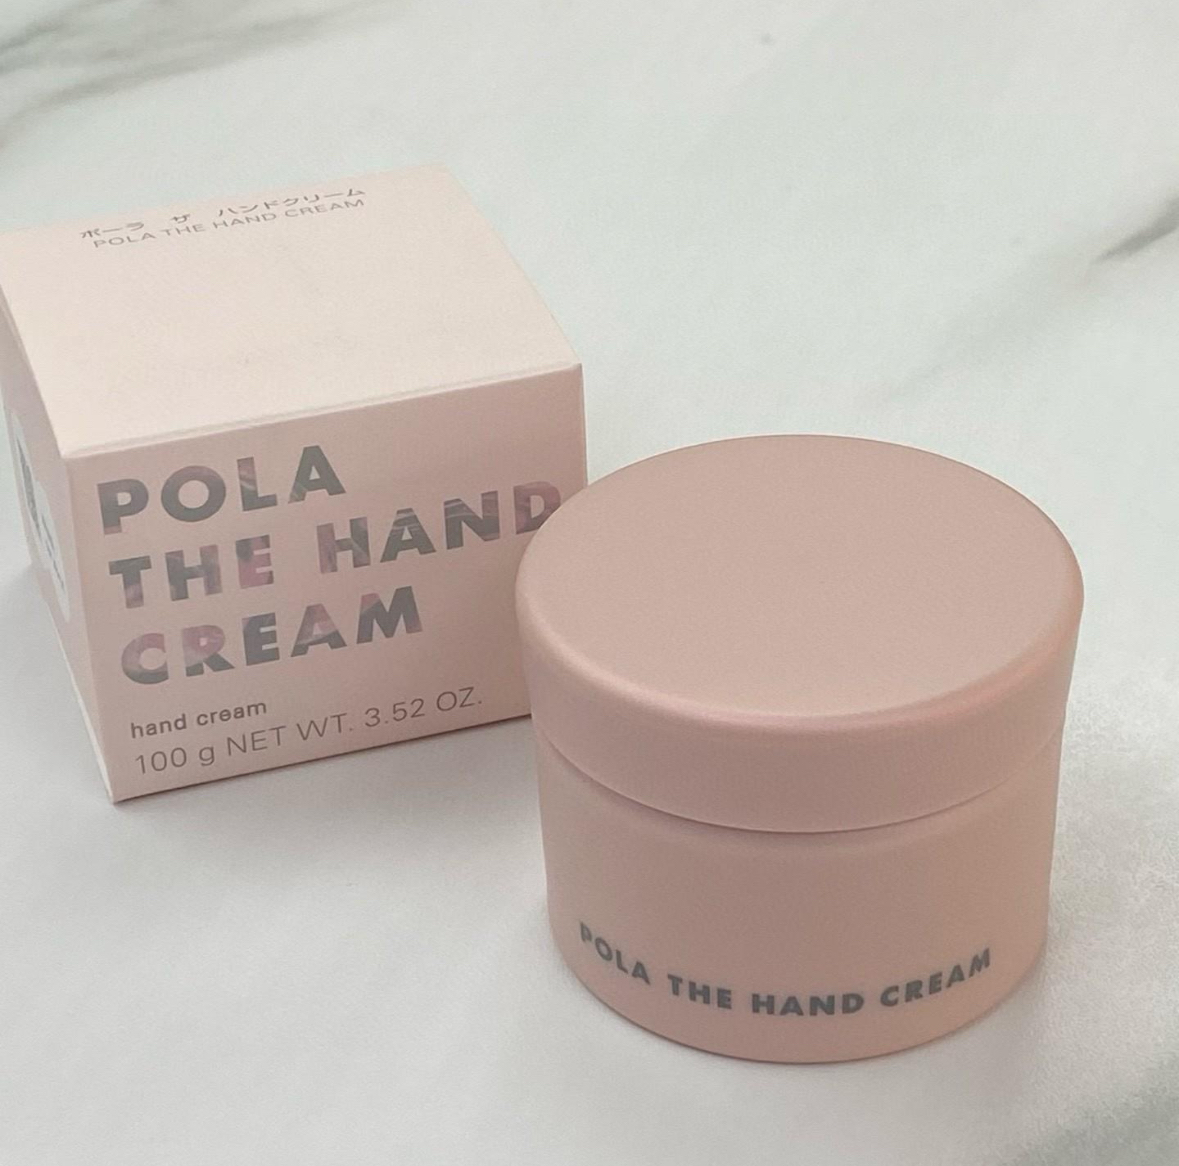 ポーラ ザ ハンドクリーム
POLA THE HAND CREAM
POLA
THE HAND
CREAM
hand cream
100 g NET WT. 3.52 OZ.
POLA THE HAND CREAM